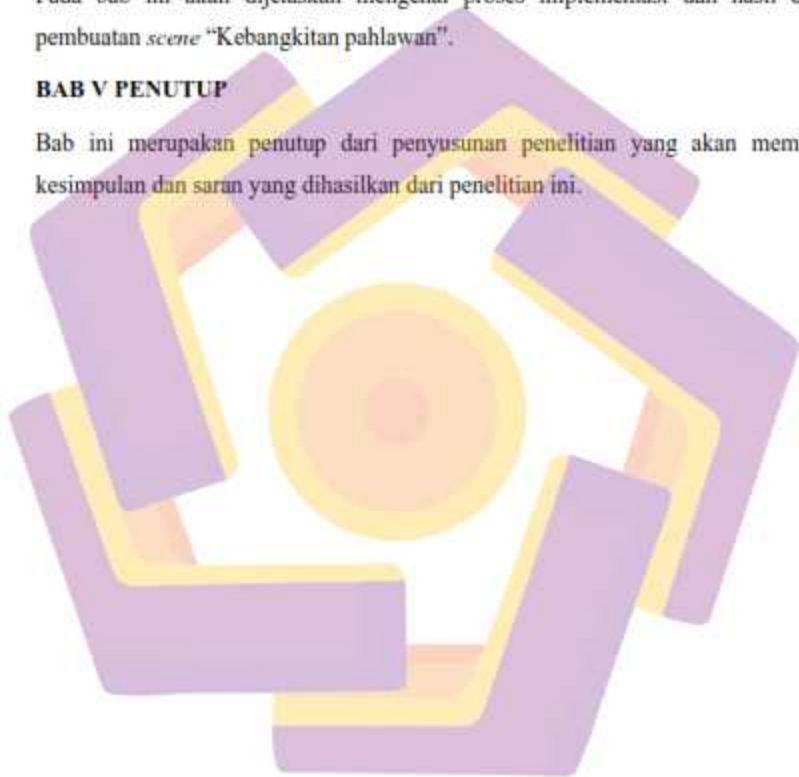 pembuatan scene “Kebangkitan pahlawan”.
BAB V PENUTUP
Bab ini merupakan penutup dari penyusunan penelitian yang akan mem
kesimpulan dan saran yang dihasilkan dari penelitian ini.